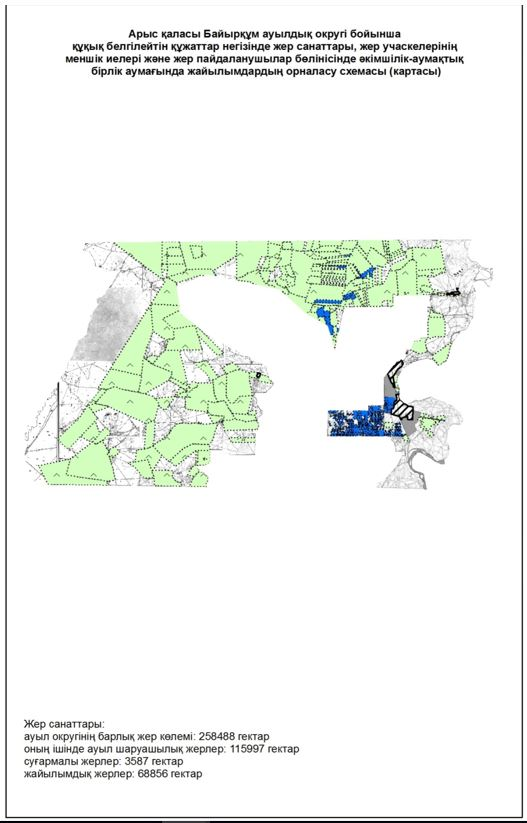 Арыс қаласы Байырқұм ауылдық округі бойынша
құқық белгілейтін құжаттар негізінде жер санаттары, жер учаскелерінің
меншік иелері және жер пайдаланушылар бөлінісінде әкімшілік-аумақтық
бірлік аумағында жайылымдардың орналасу схемасы (картасы)
Жер санаттары:
ауыл округінің барлық жер көлемі: 258488 гектар
оның ішінде ауыл шаруашылық жерлер: 115997 гектар
суғармалы жерлер: 3587 гектар
жайылымдық жерлер: 68856 гектар